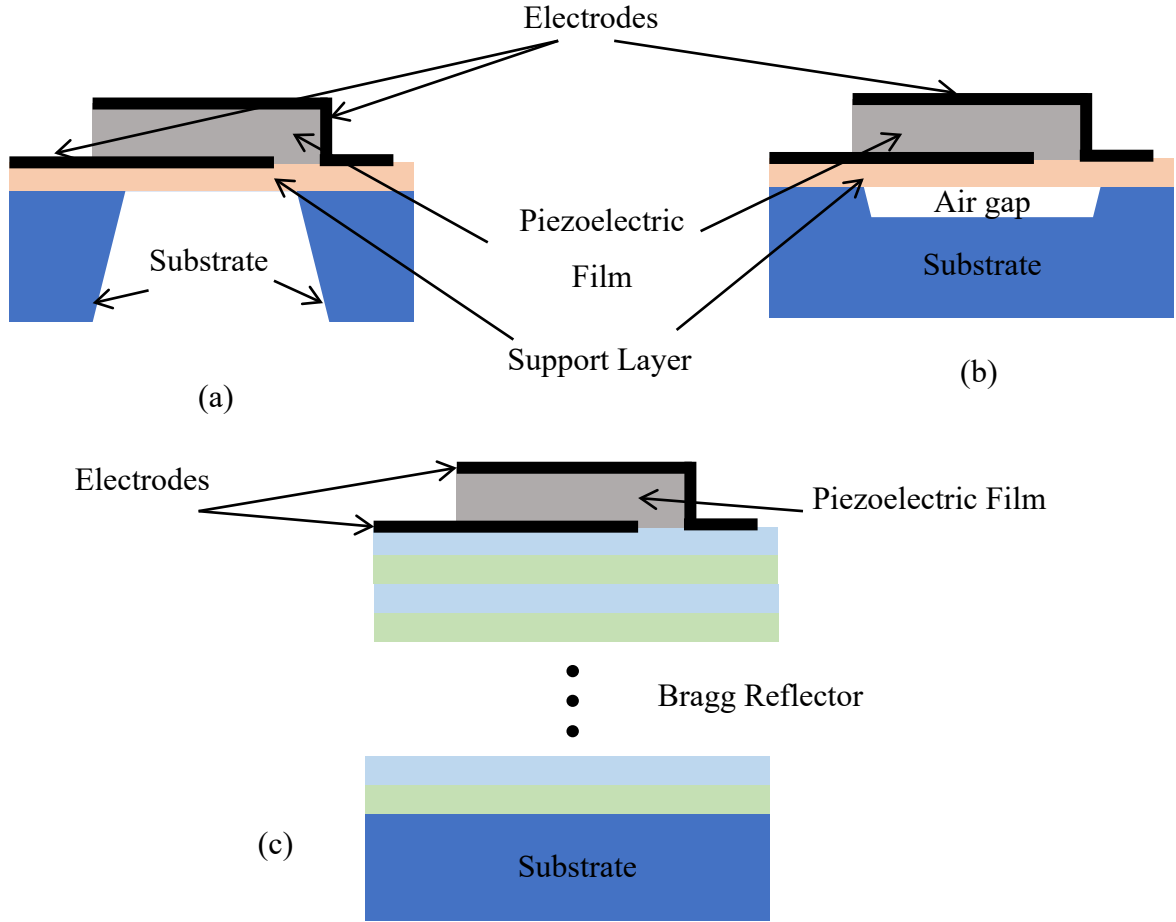 Electrodes
Piezoelectric
Film
Substrate
Support Layer
(a)
Air gap
Substrate
(b)
Electrodes
Piezoelectric Film
Bragg Reflector
Substrate
(c)